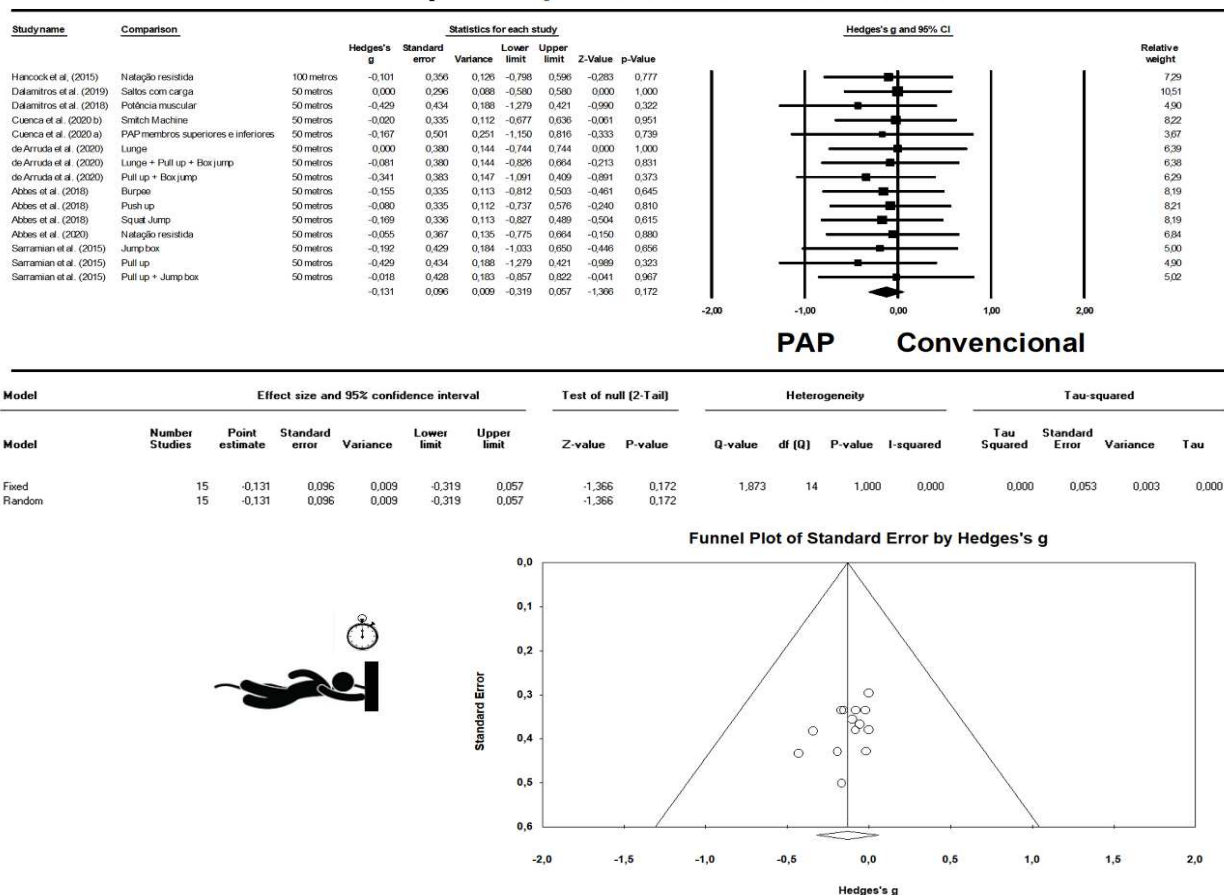 Studyname Comparison Statistics for each study Hedges's g and 95% CI
Hedges's g Standard error Variance Lower limit Upper limit Z-Value p-Value Relative weight
Hancock et al, (2015) Natação resistida 100 metros -0,101 0,356 0,126 -0,798 0,596 -0,283 0,777 7,29
Dalamitros et al. (2019) Saltos com carga 50 metros 0,000 0,296 0,088 -0,580 0,580 0,000 1,000 10,51
Dalamitros et al. (2018) Potência muscular 50 metros -0,429 0,434 0,188 -1,279 0,421 -0,990 0,322 4,90
Cuenca et al. (2020 b) Smitch Machine 50 metros -0,020 0,335 0,112 -0,677 0,636 -0,061 0,951 8,22
Cuenca et al. (2020 a) PAP membros superiores e inferiores 50 metros -0,167 0,501 0,251 -1,150 0,816 -0,333 0,739 3,67
de Arruda et al. (2020) Lunge 50 metros 0,000 0,380 0,144 -0,744 0,744 0,000 1,000 6,39
de Arruda et al. (2020) Lunge + Pull up + Box jump 50 metros -0,081 0,380 0,144 -0,826 0,664 -0,213 0,831 6,38
de Arruda et al. (2020) Pull up + Box jump 50 metros -0,341 0,383 0,147 -1,091 0,409 -0,891 0,373 6,29
Abbes et al. (2018) Burpee 50 metros -0,155 0,335 0,113 -0,812 0,503 -0,461 0,645 8,19
Abbes et al. (2018) Push up 50 metros -0,080 0,335 0,112 -0,737 0,576 -0,240 0,810 8,21
Abbes et al. (2018) Squat Jump 50 metros -0,169 0,336 0,113 -0,827 0,489 -0,504 0,615 8,19
Abbes et al. (2020) Natação resistida 50 metros -0,055 0,367 0,135 -0,775 0,664 -0,150 0,880 6,84
Sarramian et al. (2015) Jump box 50 metros -0,192 0,429 0,184 -1,033 0,650 -0,446 0,656 5,00
Sarramian et al. (2015) Pull up 50 metros -0,429 0,434 0,188 -1,279 0,421 -0,989 0,323 4,90
Sarramian et al. (2015) Pull up + Jump box 50 metros -0,018 0,428 0,183 -0,857 0,822 -0,041 0,967 5,02
-0,131 0,096 0,009 -0,319 0,057 -1,366 0,172
-2,00 -1,00 0,00 1,00 2,00
PAP Convencional
Model Effect size and 95% confidence interval Test of null (2-Tail) Heterogeneity Tau-squared
Model Number Studies Point estimate Standard error Variance Lower limit Upper limit Z-value P-value Q-value df (Q) P-value I-squared Tau Squared Standard Error Variance Tau
Fixed 15 -0,131 0,096 0,009 -0,319 0,057 -1,366 0,172 1,873 14 1,000 0,000 0,000 0,053 0,003 0,000
Random 15 -0,131 0,096 0,009 -0,319 0,057 -1,366 0,172
Funnel Plot of Standard Error by Hedges's g
Standard Error
0,0
0,1
0,2
0,3
0,4
0,5
0,6
-2,0 -1,5 -1,0 -0,5 0,0 0,5 1,0 1,5 2,0
Hedges's g